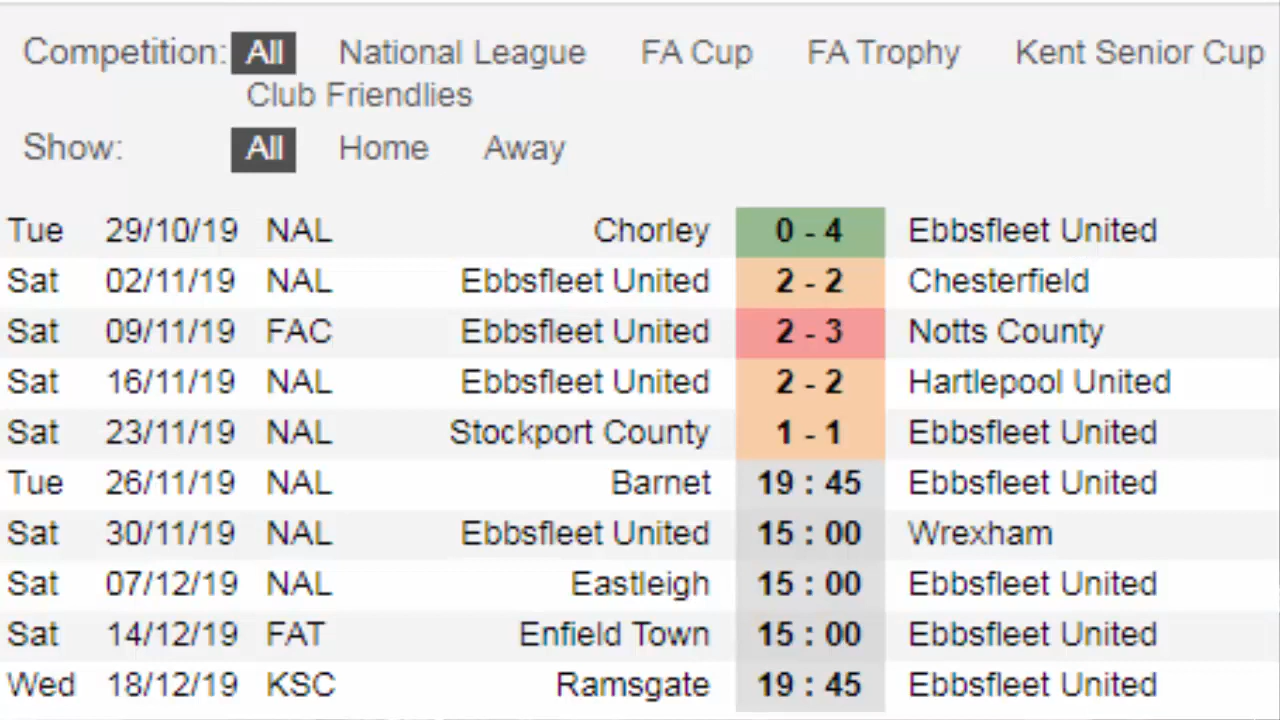 Competition: All National League FA Cup FA Trophy Kent Senior Cup
Club Friendlies
Show: All Home Away
Tue 29/10/19 NAL Chorley 0 - 4 Ebbsfleet United
Sat 02/11/19 NAL Ebbsfleet United 2 - 2 Chesterfield
Sat 09/11/19 FAC Ebbsfleet United 2 - 3 Notts County
Sat 16/11/19 NAL Ebbsfleet United 2 - 2 Hartlepool United
Sat 23/11/19 NAL Stockport County 1 - 1 Ebbsfleet United
Tue 26/11/19 NAL Barnet 19 : 45 Ebbsfleet United
Sat 30/11/19 NAL Ebbsfleet United 15 : 00 Wrexham
Sat 07/12/19 NAL Eastleigh 15 : 00 Ebbsfleet United
Sat 14/12/19 FAT Enfield Town 15 : 00 Ebbsfleet United
Wed 18/12/19 KSC Ramsgate 19 : 45 Ebbsfleet United